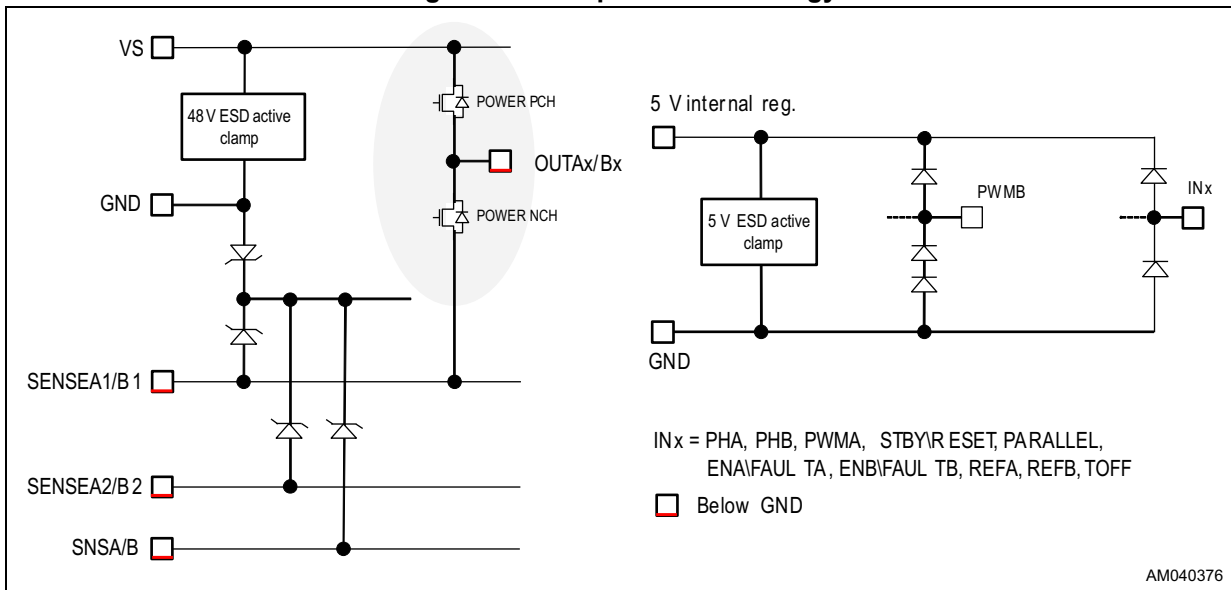 VS
48 V ESD active
clamp
GND
SENSEA1/B1
SENSEA2/B2
SNSA/B
POWER PCH
OUTAx/Bx
POWER NCH
5 V internal reg.
5 V ESD active
clamp
PWMB
INx
GND
INx = PHA, PHB, PWMA, STBY\RESET, PARALLEL,
ENA\FAULTA, ENB\FAULTB, REFA, REFB, TOFF
Below GND
AM040376